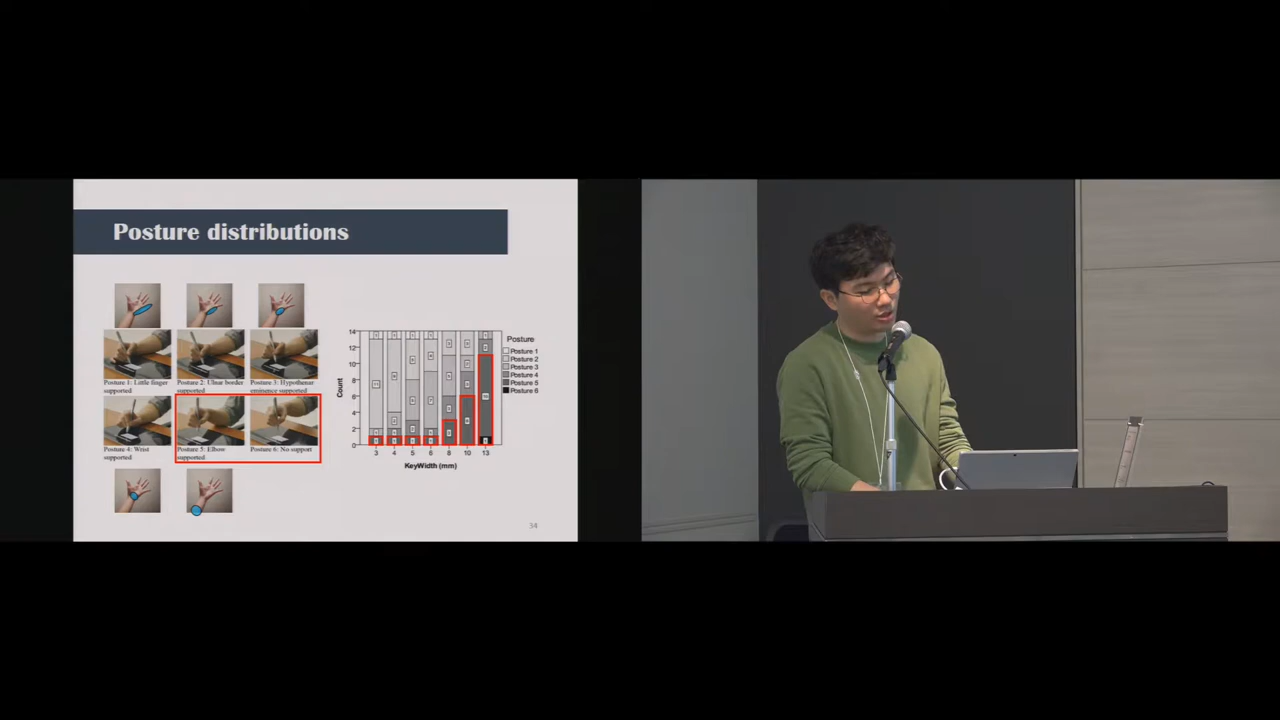 Posture distributions
Posture 1: Little finger
supported
Posture 2: Ulnar border
supported
Posture 3: Hypothenar
eminence supported
Posture 4: Wrist
supported
Posture 5: Elbow
supported
Posture 6: No support
Count
14
12
10
8
6
4
2
0
3
4
5
6
8
10
13
KeyWidth (mm)
Posture
Posture 1
Posture 2
Posture 3
Posture 4
Posture 5
Posture 6
34